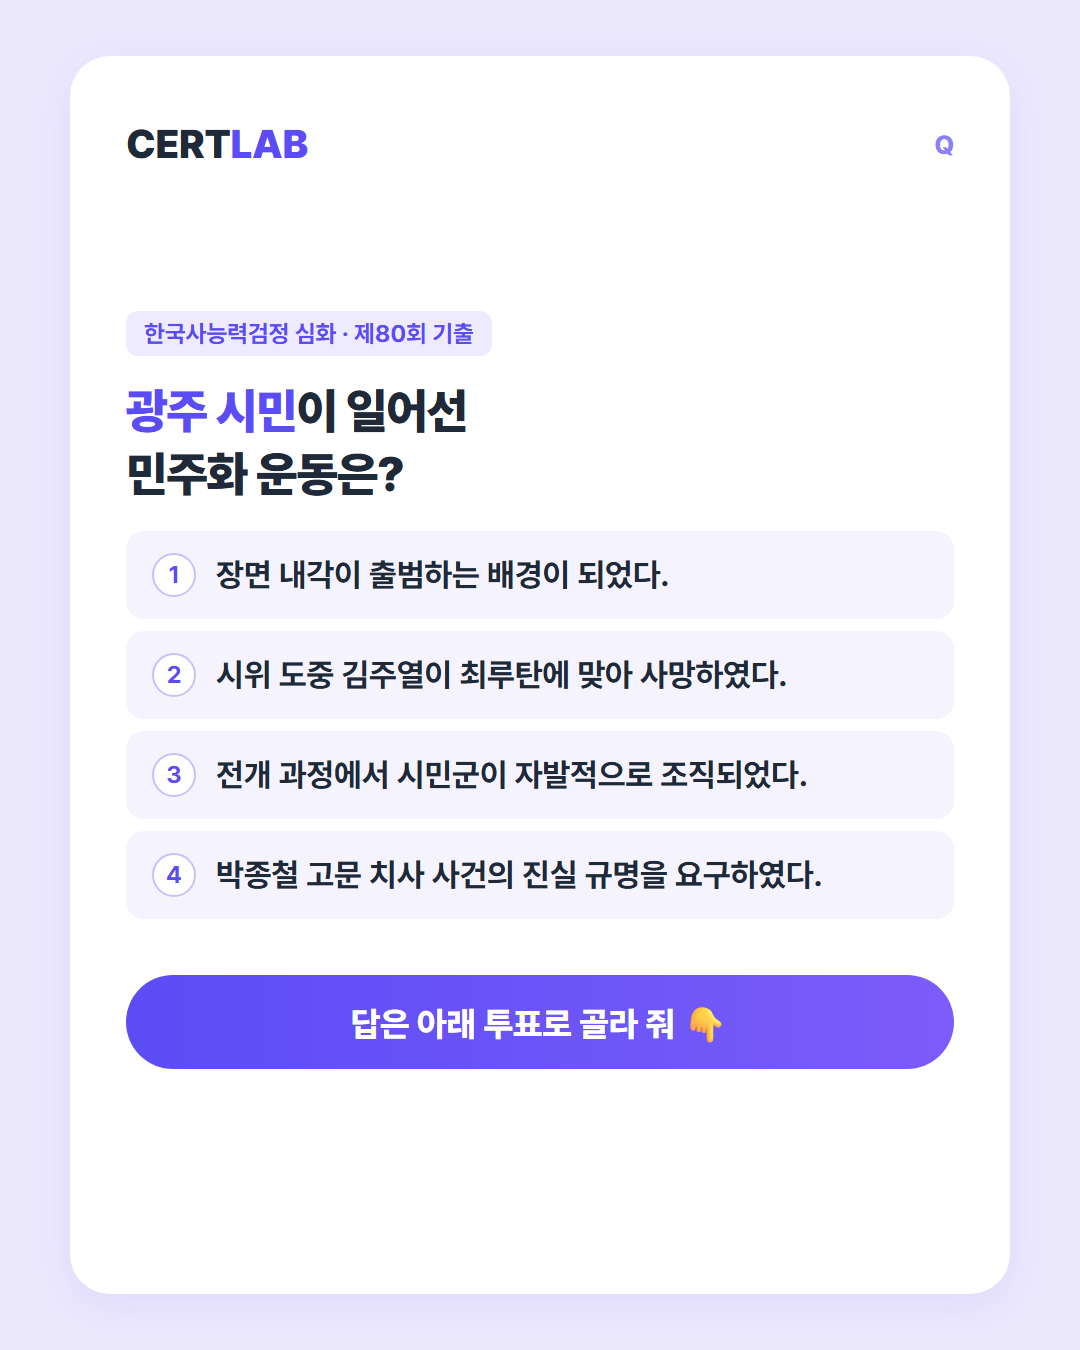 CERTLAB
Q
한국사능력검정 심화 · 제80회 기출
광주 시민이 일어선
민주화 운동은?
1 장면 내각이 출범하는 배경이 되었다.
2 시위 도중 김주열이 최루탄에 맞아 사망하였다.
3 전개 과정에서 시민군이 자발적으로 조직되었다.
4 박종철 고문 치사 사건의 진실 규명을 요구하였다.
답은 아래 투표로 골라 줘 👇